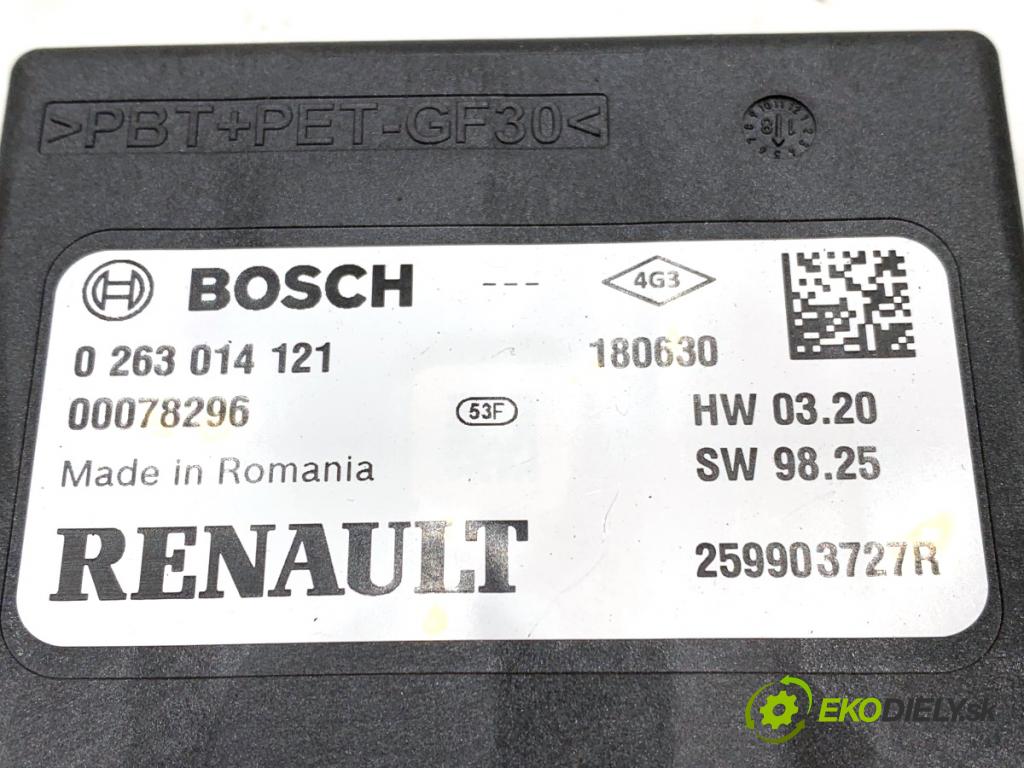 >PBT+PET-GF30<
18
BOSCH --- 4G3
0 263 014 121 180630
00078296 53F HW 03.20
Made in Romania SW 98.25
RENAULT 259903727R
EKODIELY.sk